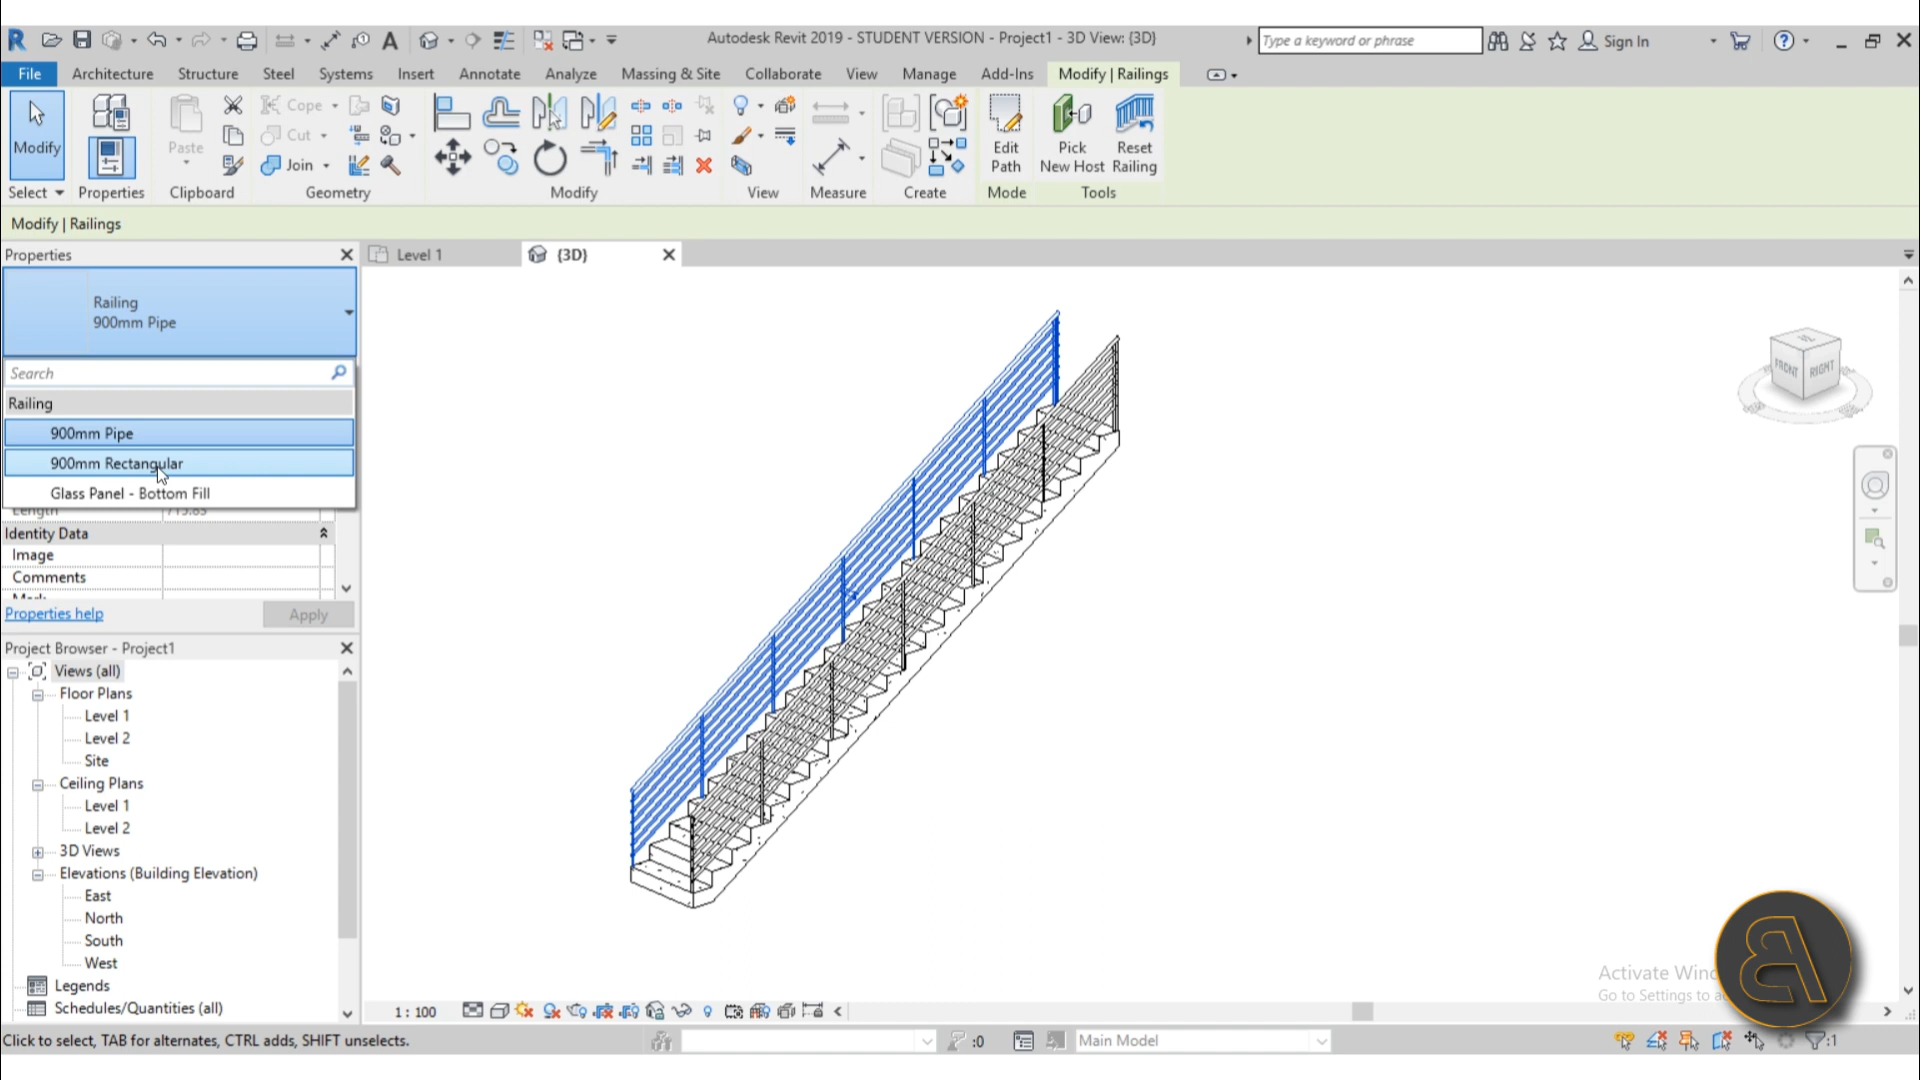 Autodesk Revit 2019 - STUDENT VERSION - Project1 - 3D View: {3D}
Type a keyword or phrase
Sign In
File Architecture Structure Steel Systems Insert Annotate Analyze Massing & Site Collaborate View Manage Add-Ins Modify | Railings
Modify
Paste
Cope
Cut
Join
Edit Path
Pick New Host
Reset Railing
Select Properties Clipboard Geometry Modify View Measure Create Mode Tools
Modify | Railings
Properties
Level 1
{3D}
Railing
900mm Pipe
Search
Railing
900mm Pipe
900mm Rectangular
Glass Panel - Bottom Fill
Length
Identity Data
Image
Comments
Properties help
Apply
FRONT
RIGHT
Project Browser - Project1
Views (all)
Floor Plans
Level 1
Level 2
Site
Ceiling Plans
Level 1
Level 2
3D Views
Elevations (Building Elevation)
East
North
South
West
Legends
Schedules/Quantities (all)
1 : 100
Activate Wind
Go to Settings to a
Click to select, TAB for alternates, CTRL adds, SHIFT unselects.
:0
Main Model
:1